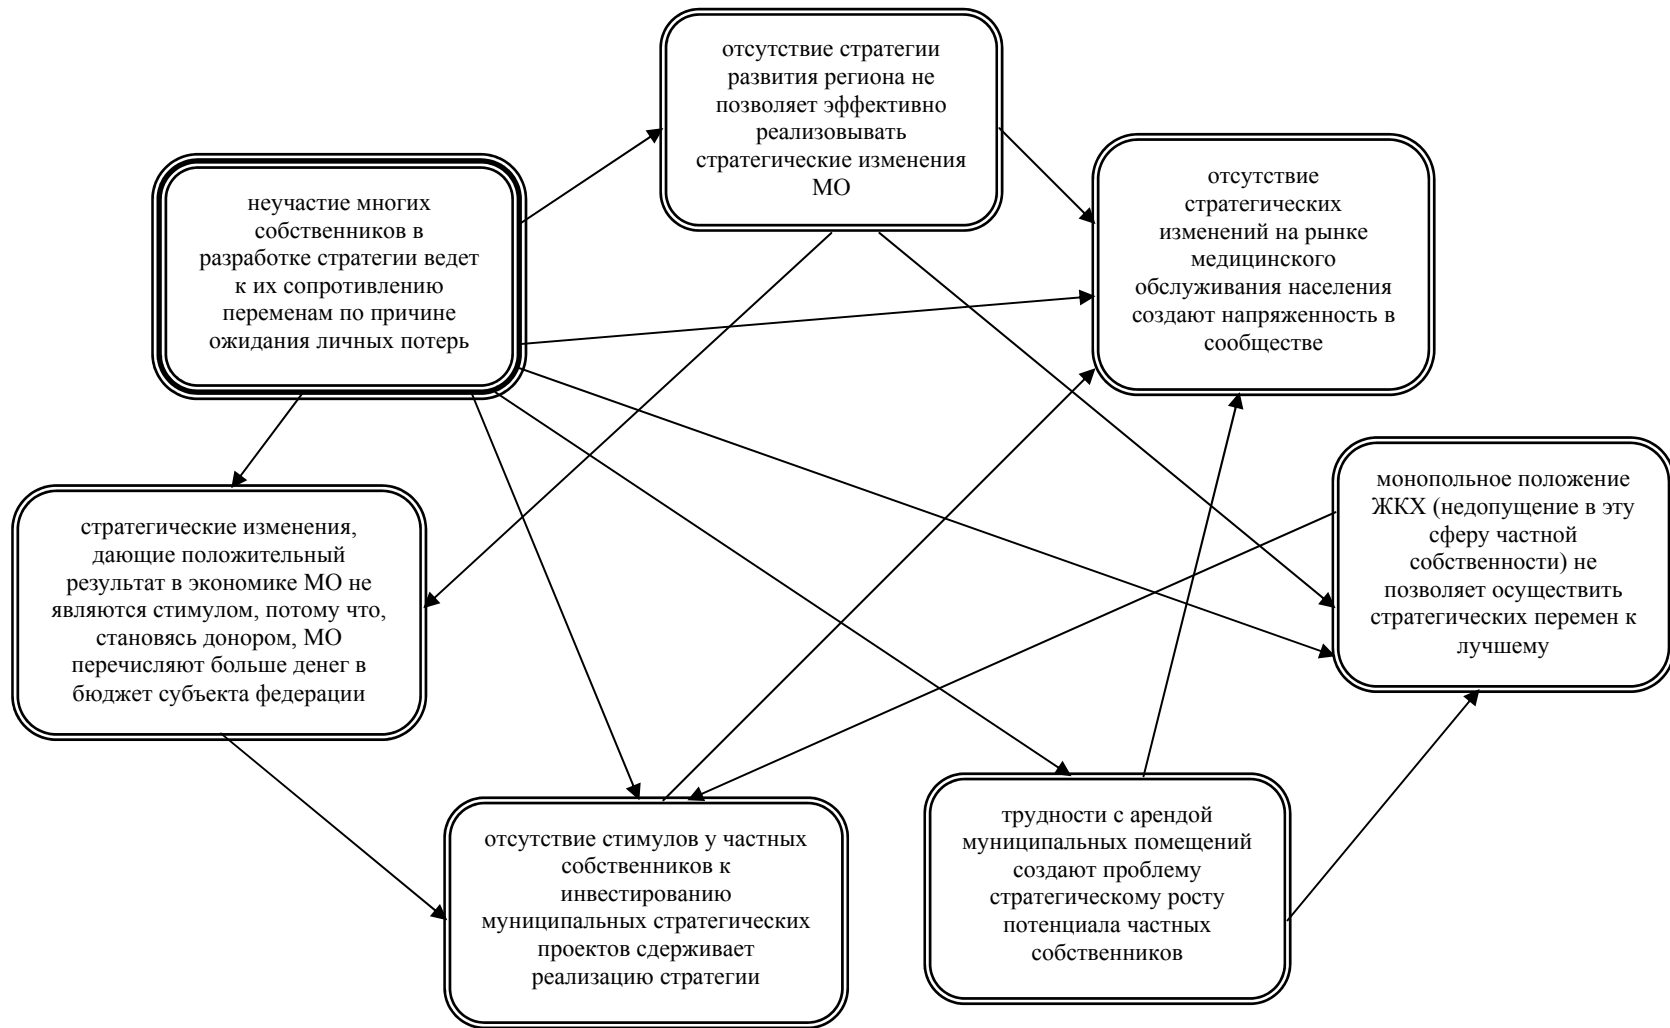 отсутствие стратегии
развития региона не
позволяет эффективно
реализовывать
стратегические изменения
МО
отсутствие
стратегических
изменений на рынке
медицинского
обслуживания населения
создают напряженность в
сообществе
неучастие многих
собственников в
разработке стратегии ведет
к их сопротивлению
переменам по причине
ожидания личных потерь
монопольное положение
ЖКХ (недопущение в эту
сферу частной
собственности) не
позволяет осуществить
стратегических перемен к
лучшему
стратегические изменения,
дающие положительный
результат в экономике МО не
являются стимулом, потому что,
становясь донором, МО
перечисляют больше денег в
бюджет субъекта федерации
отсутствие стимулов у частных
собственников к
инвестированию
муниципальных стратегических
проектов сдерживает
реализацию стратегии
трудности с арендой
муниципальных помещений
создают проблему
стратегическому росту
потенциала частных
собственников